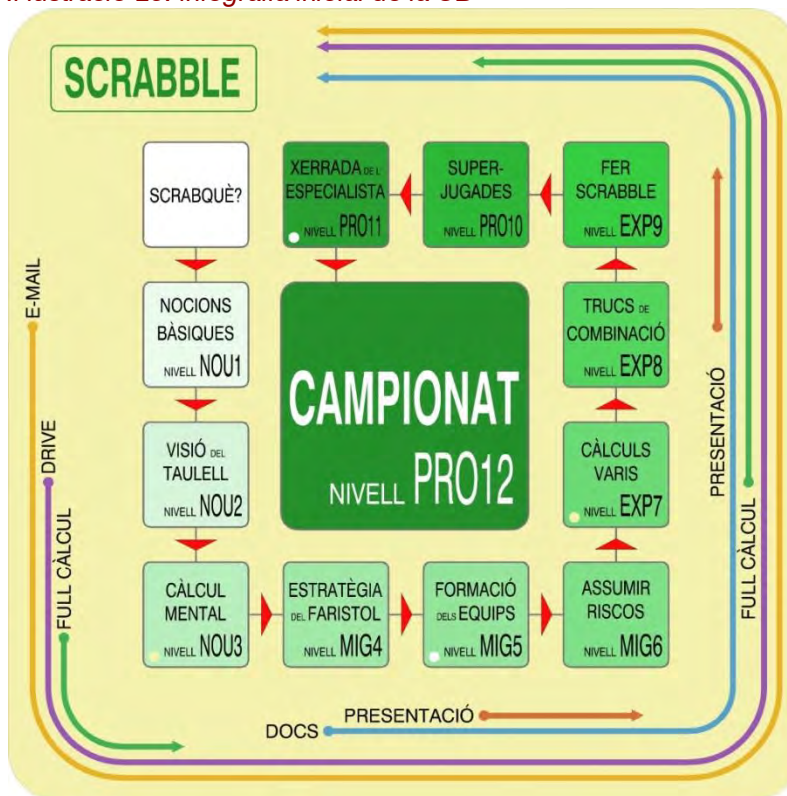 Il·lustració Infografia inicial de la UD
SCRABBLE
SCRABQUÈ?
XERRADA DE L'
ESPECIALISTA
NIVELL PRO11
SUPER-
JUGADES
NIVELL PRO10
FER
SCRABBLE
NIVELL EXP9
NOCIONS
BÀSIQUES
NIVELL NOU1
TRUCS DE
COMBINACIÓ
NIVELL EXP8
CAMPIONAT
NIVELL PRO12
VISIÓ DEL
TAULELL
NIVELL NOU2
CÀLCULS
VARIS
NIVELL EXP7
CÀLCUL
MENTAL
NIVELL NOU3
ESTRATÈGIA
DEL FARISTOL
NIVELL MIG4
FORMACIÓ
DELS EQUIPS
NIVELL MIG5
ASSUMIR
RISCOS
NIVELL MIG6
E-MAIL
DRIVE
FULL CÀLCUL
PRESENTACIÓ
FULL CÀLCUL
PRESENTACIÓ
DOCS